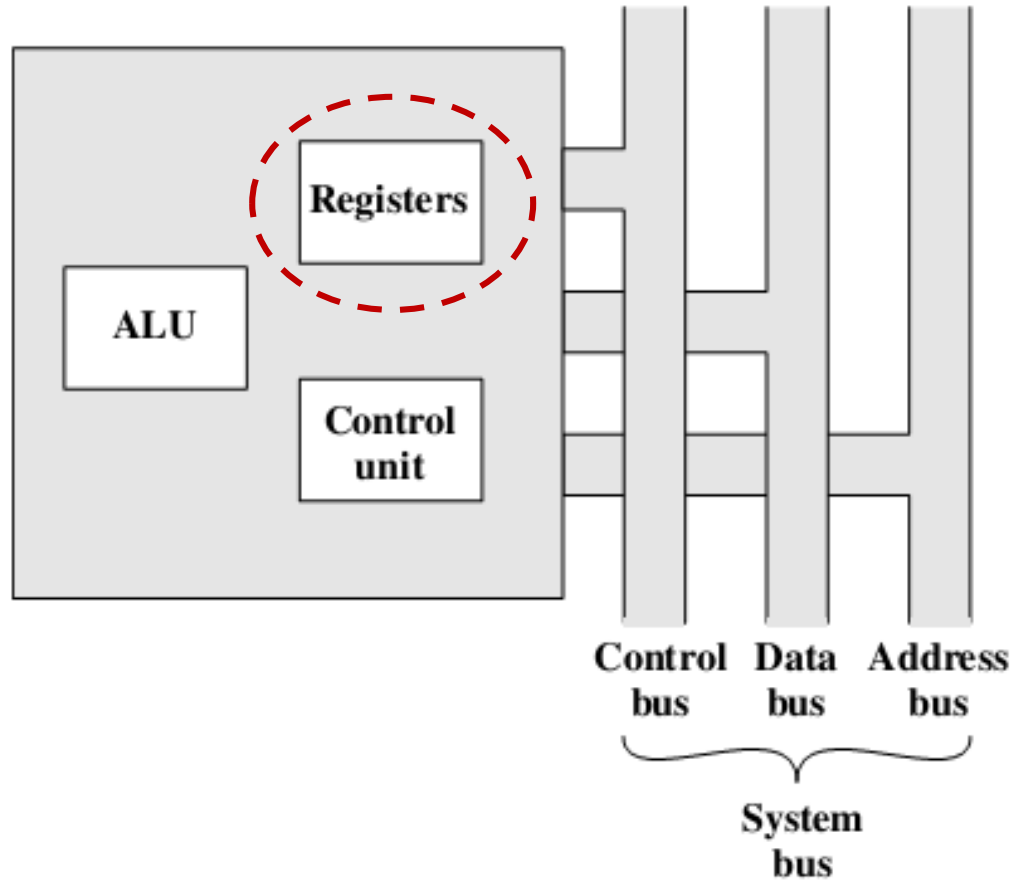 Registers
ALU
Control
unit
Control
bus
Data
bus
Address
bus
System
bus